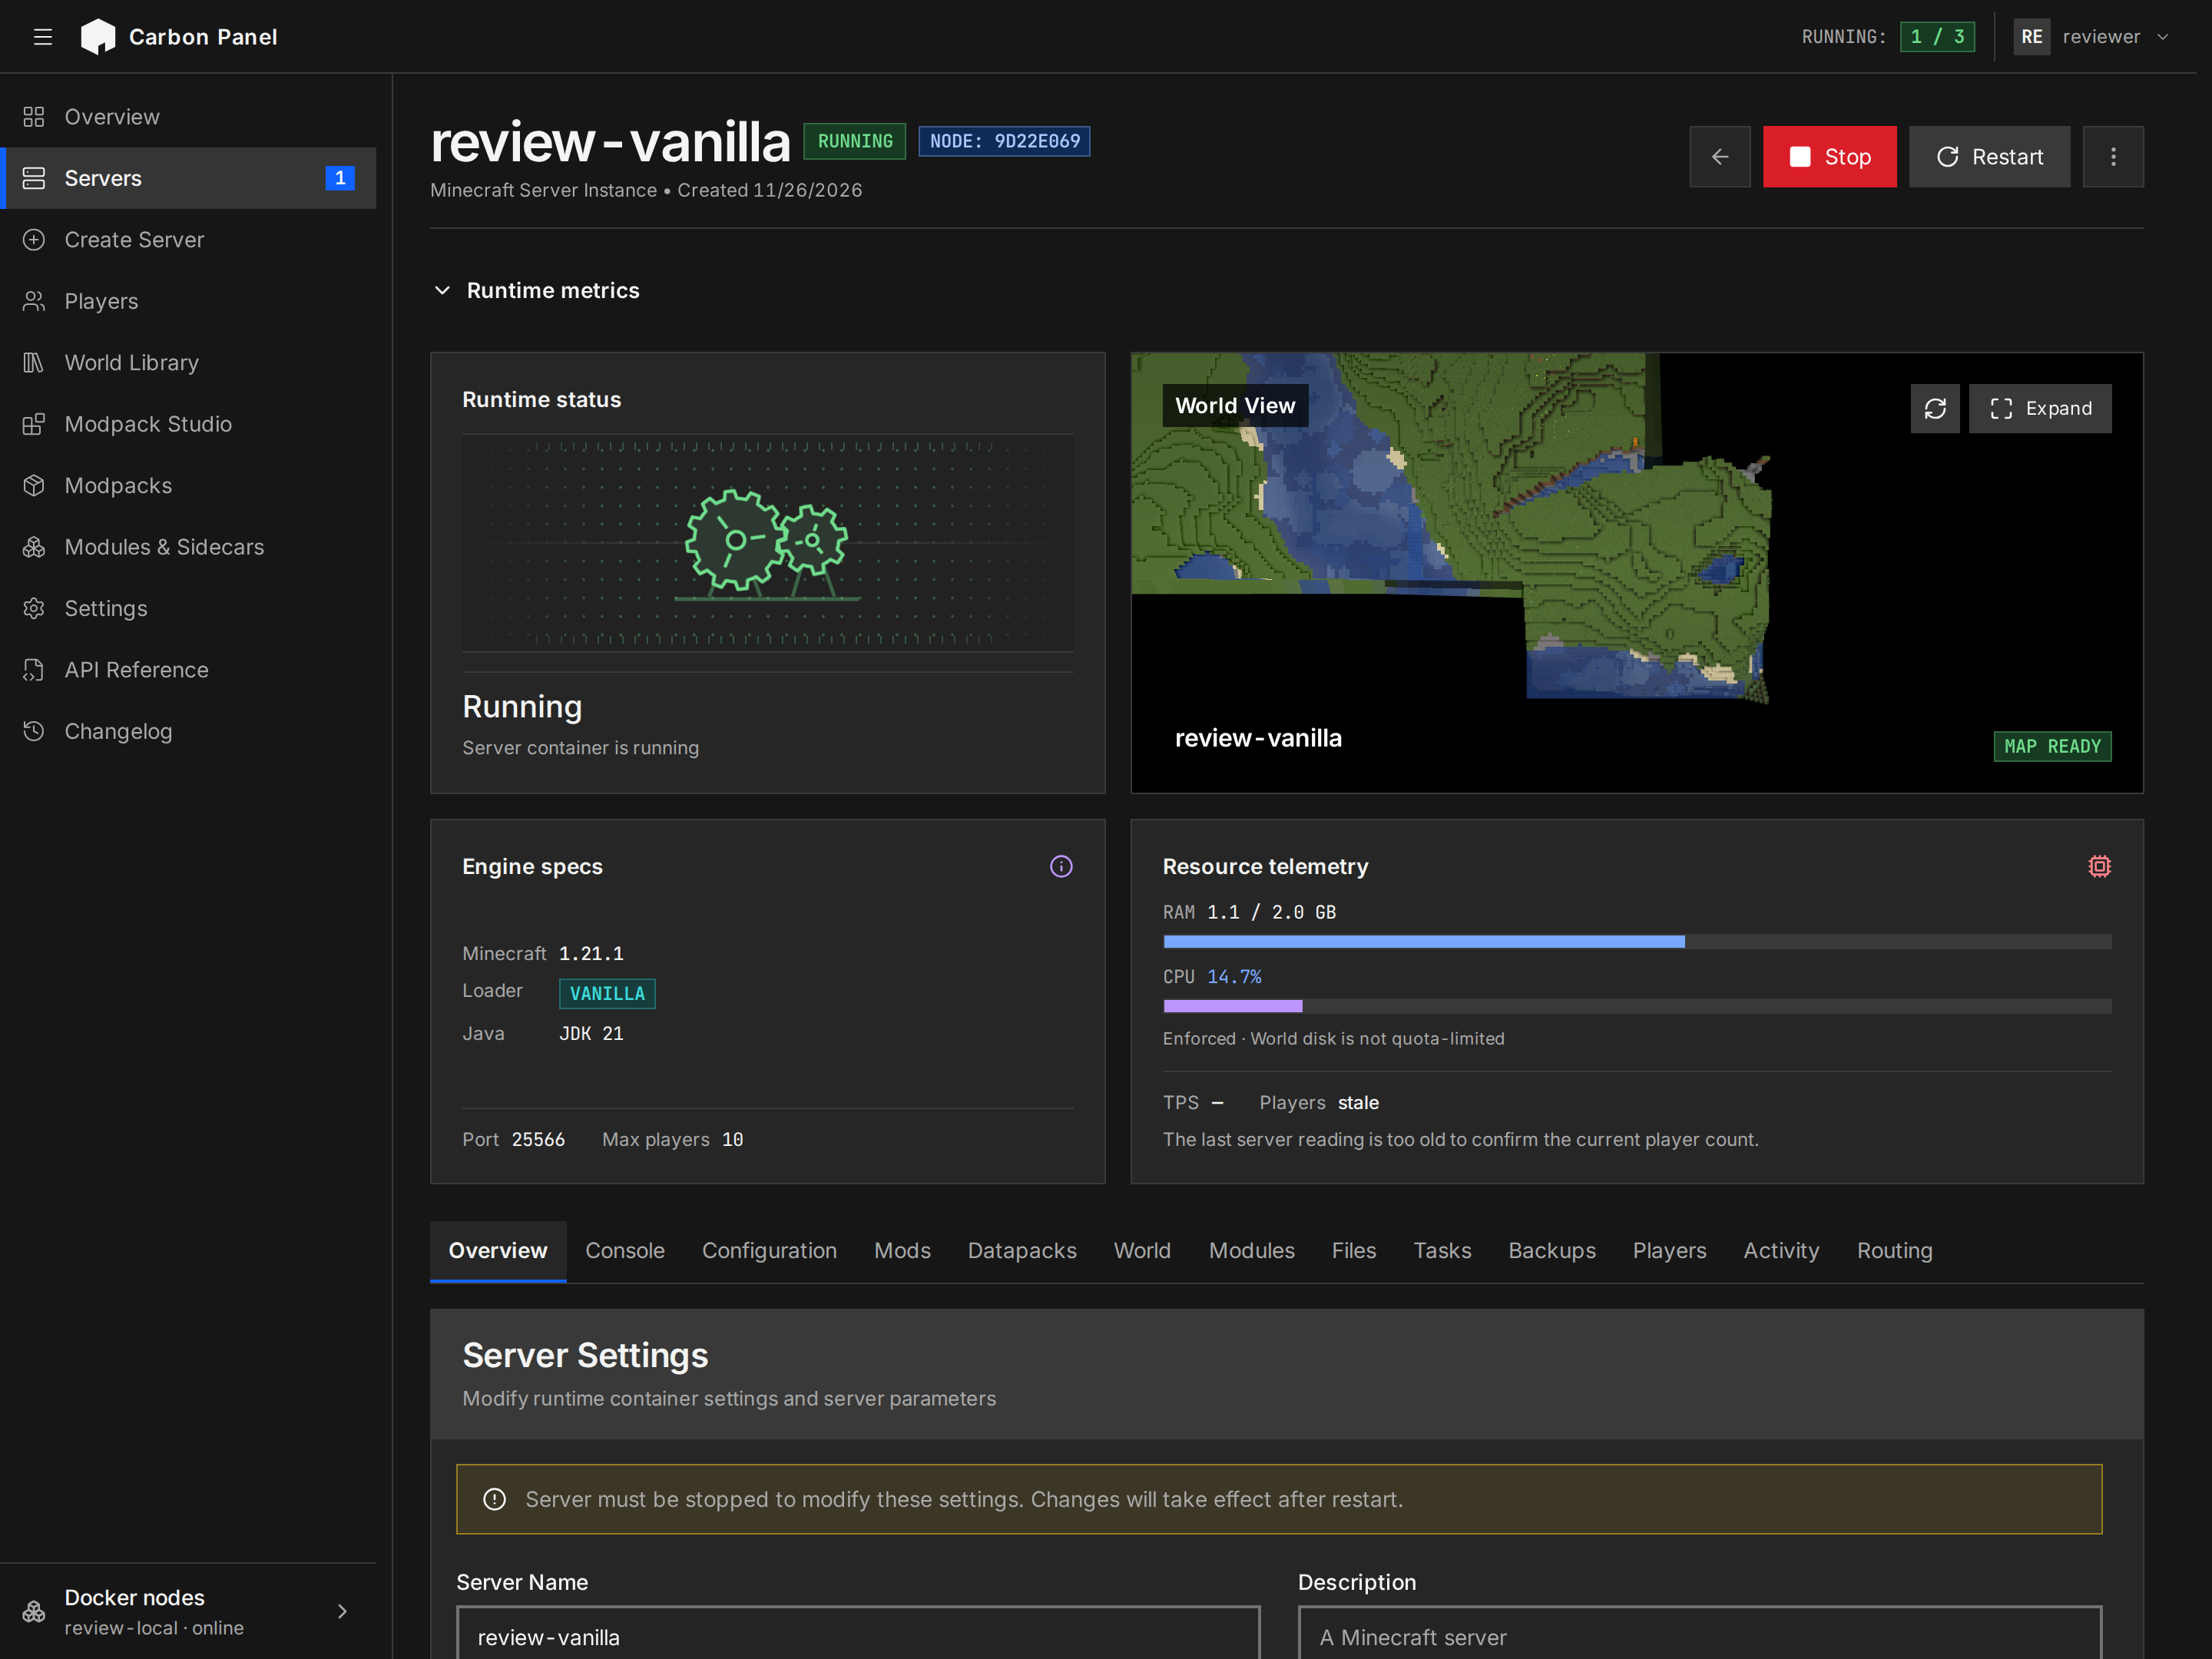 Carbon Panel
RUNNING: 1 / 3
RE reviewer
Overview
Servers 1
Create Server
Players
World Library
Modpack Studio
Modpacks
Modules & Sidecars
Settings
API Reference
Changelog
Docker nodes
review-local · online
review-vanilla RUNNING NODE: 9D22E069
Minecraft Server Instance • Created 11/26/2026
Stop Restart
Runtime metrics
Runtime status
Running
Server container is running
World View
Expand
review-vanilla
MAP READY
Engine specs
Minecraft 1.21.1
Loader VANILLA
Java JDK 21
Port 25566 Max players 10
Resource telemetry
RAM 1.1 / 2.0 GB
CPU 14.7%
Enforced · World disk is not quota-limited
TPS — Players stale
The last server reading is too old to confirm the current player count.
Overview Console Configuration Mods Datapacks World Modules Files Tasks Backups Players Activity Routing
Server Settings
Modify runtime container settings and server parameters
Server must be stopped to modify these settings. Changes will take effect after restart.
Server Name
review-vanilla
Description
A Minecraft server